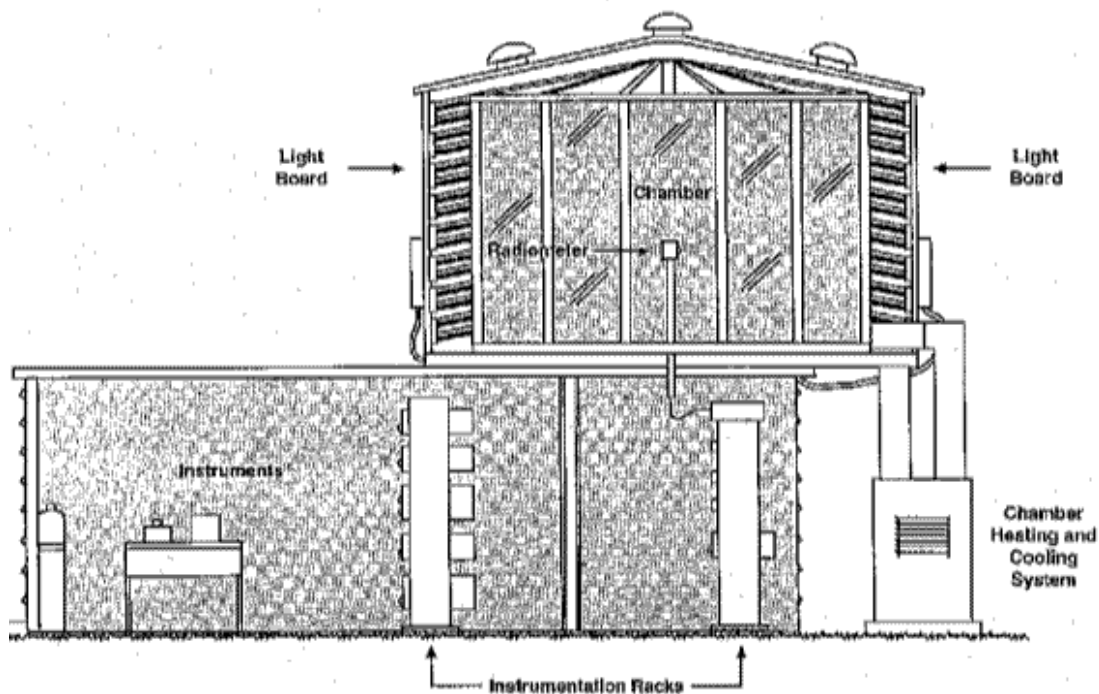 Light
Board
Light
Board
Chamber
Radiometer
Instruments
Chamber
Heating and
Cooling
System
Instrumentation Racks